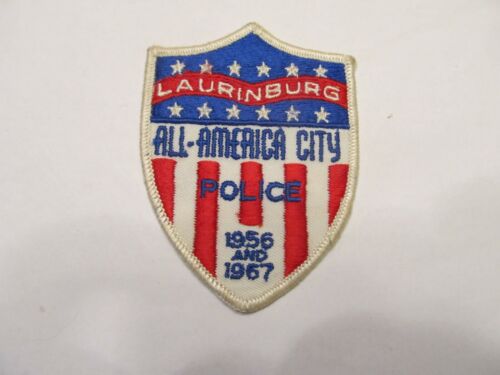 LAURINBURG
ALL-AMERICA CITY
POLICE
1956
AND
1967